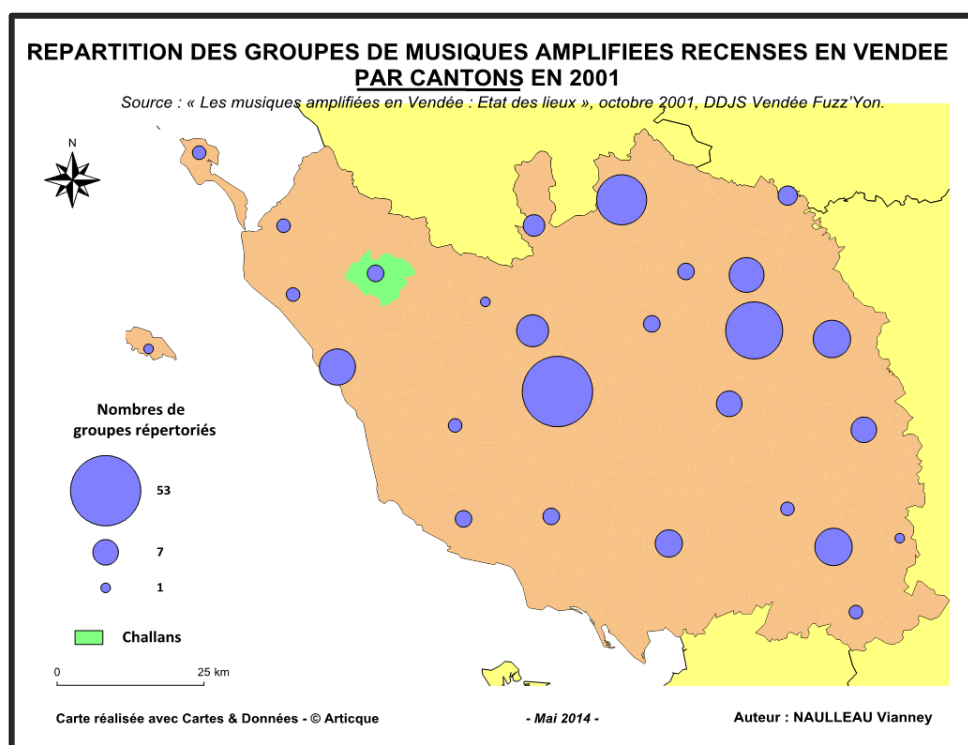 REPARTITION DES GROUPES DE MUSIQUES AMPLIFIEES RECENSES EN VENDEE
PAR CANTONS EN 2001
Source : « Les musiques amplifiées en Vendée : Etat des lieux », octobre 2001, DDJS Vendée Fuzz'Yon.
N
Nombres de
groupes répertoriés
53
7
1
Challans
0 25 km
Carte réalisée avec Cartes & Données - © Articque - Mai 2014 - Auteur : NAULLEAU Vianney